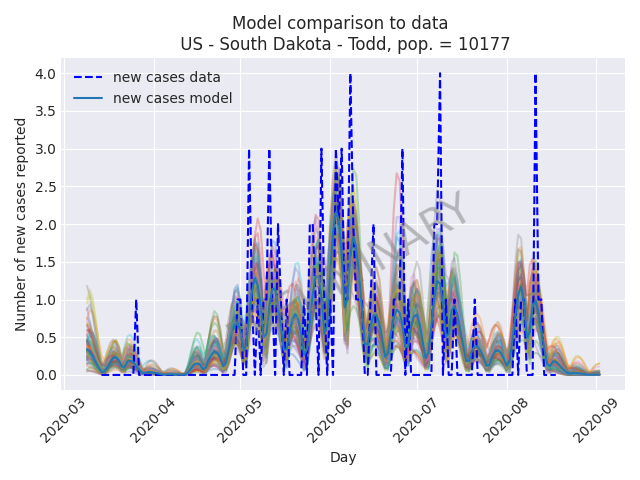 Model comparison to data
US - South Dakota - Todd, pop. = 10177
new cases data
new cases model
Number of new cases reported
4.0
3.5
3.0
2.5
2.0
1.5
1.0
0.5
0.0
2020-03
2020-04
2020-05
2020-06
2020-07
2020-08
2020-09
Day